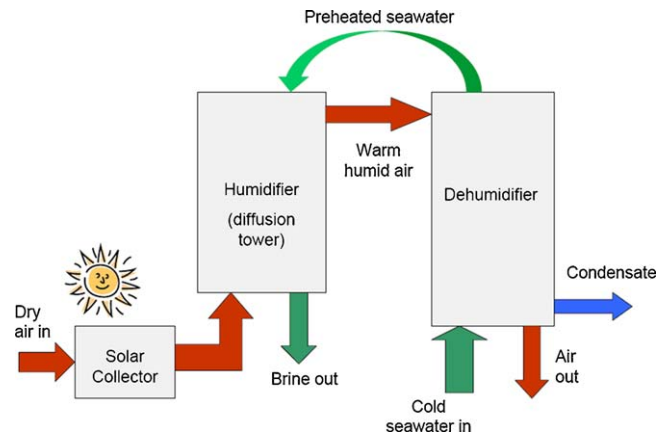 Preheated seawater
Warm
humid air
Humidifier
(diffusion
tower)
Dehumidifier
Condensate
Dry
air in
Solar
Collector
Brine out
Air
out
Cold
seawater in